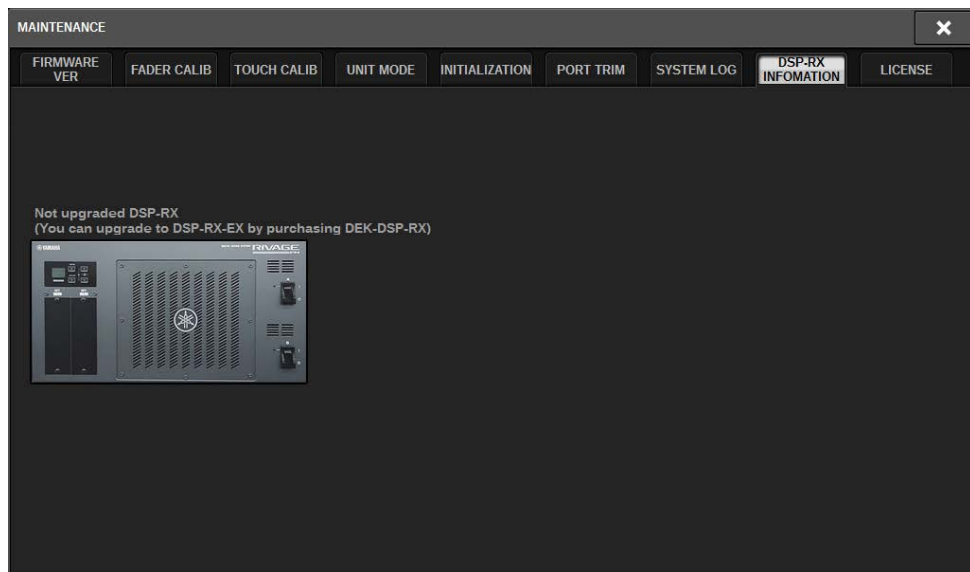 MAINTENANCE
FIRMWARE
VER
FADER CALIB
TOUCH CALIB
UNIT MODE
INITIALIZATION
PORT TRIM
SYSTEM LOG
DSP-RX
INFOMATION
LICENSE
Not upgraded DSP-RX
(You can upgrade to DSP-RX-EX by purchasing DEK-DSP-RX)
YAMAHA
RIVAGE